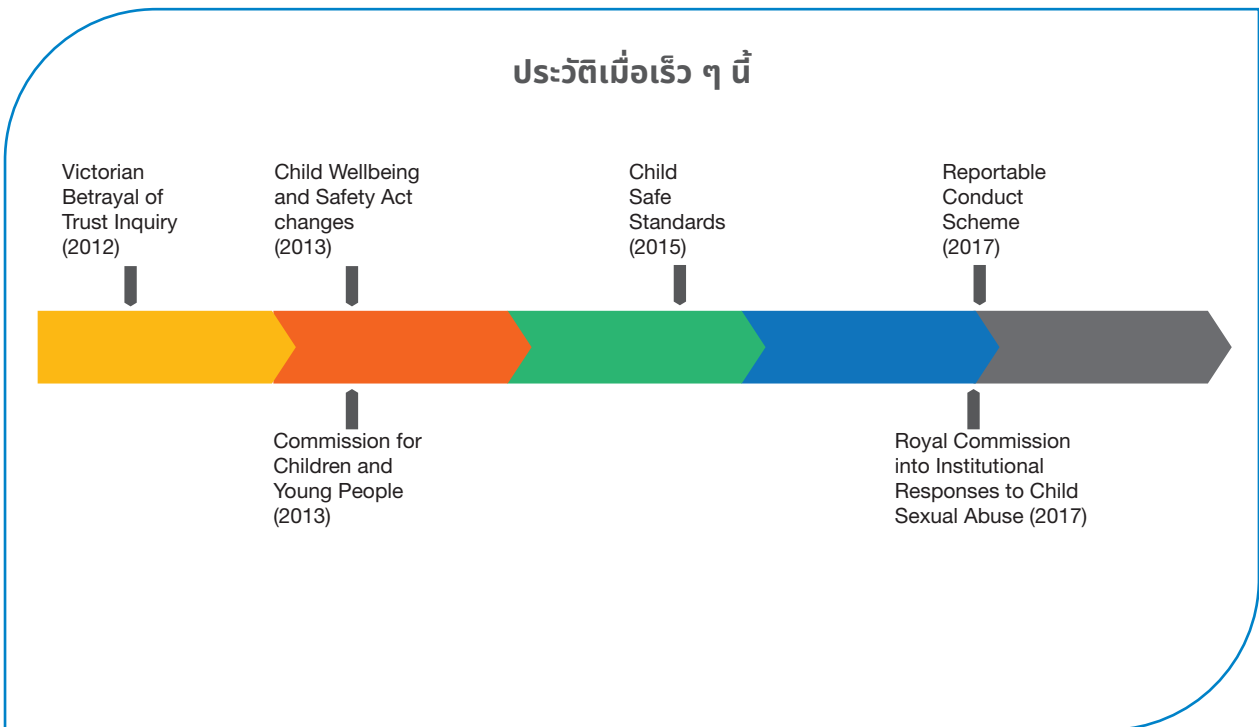 ประวัติเมื่อเร็ว ๆ นี้
Victorian
Betrayal of
Trust Inquiry
(2012)
Child Wellbeing
and Safety Act
changes
(2013)
Child
Safe
Standards
(2015)
Reportable
Conduct
Scheme
(2017)
Commission for
Children and
Young People
(2013)
Royal Commission
into Institutional
Responses to Child
Sexual Abuse (2017)